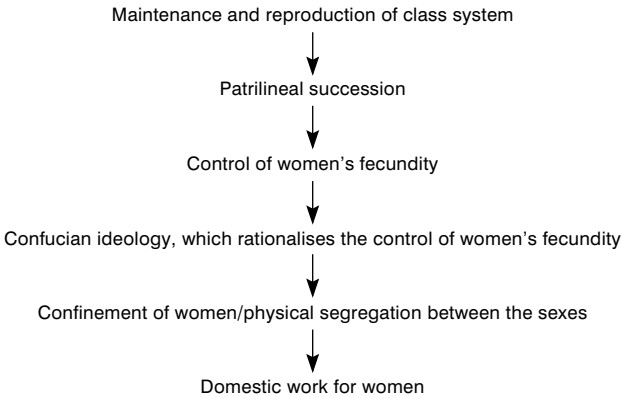 Maintenance and reproduction of class system
Patrilineal succession
Control of women's fecundity
Confucian ideology, which rationalises the control of women's fecundity
Confinement of women/physical segregation between the sexes
Domestic work for women